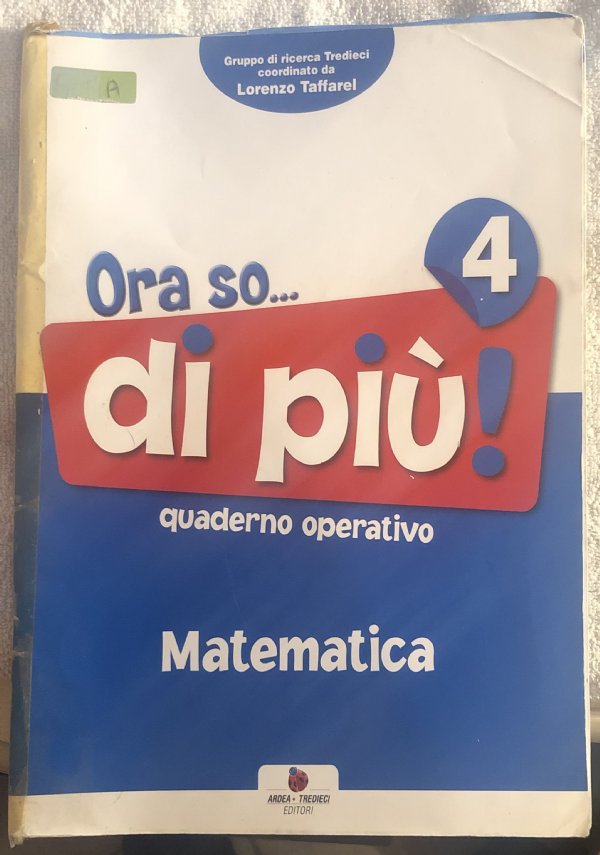 Gruppo di ricerca Tredieci
coordinato da
Lorenzo Taffarel
A
4
Ora so...
di più!
quaderno operativo
Matematica
ARDEA • TREDIECI
EDITORI